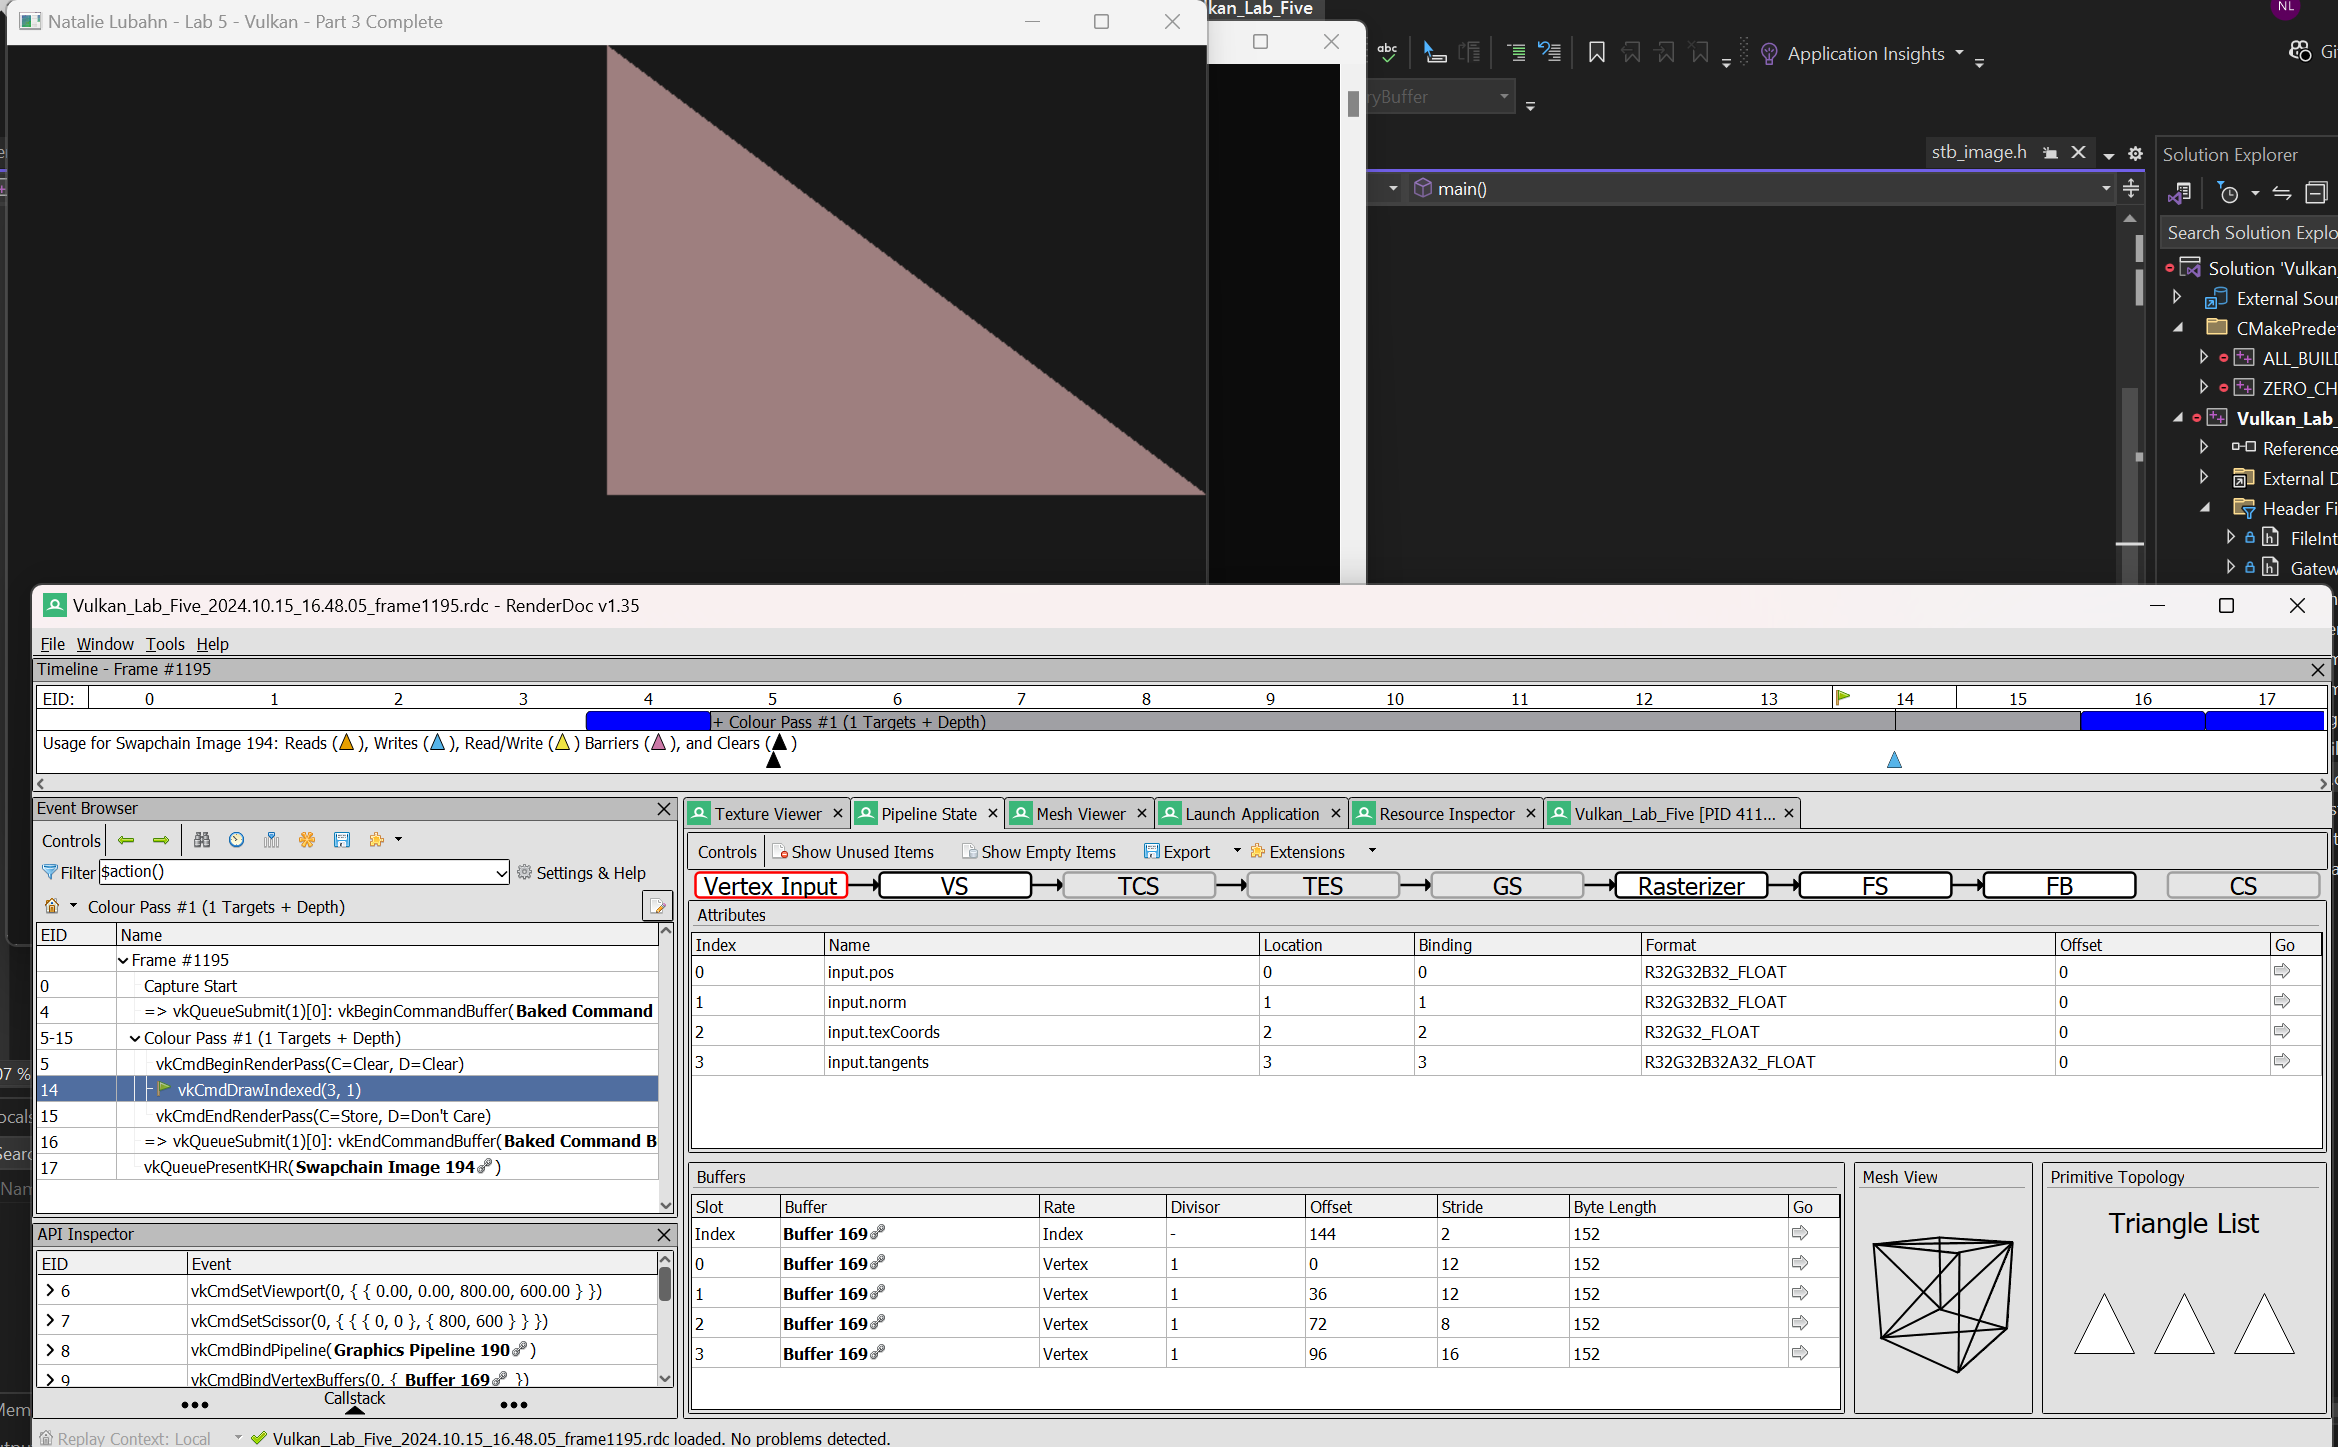 Natalie Lubahn - Lab 5 - Vulkan - Part 3 Complete
kan_Lab_Five
NL
abc
Application Insights
Gi
yBuffer
stb_image.h
Solution Explorer
main()
Search Solution Explo
Solution 'Vulkan_
External Sour
CMakePrede
ALL_BUILD
ZERO_CH
Vulkan_Lab_
Reference
External D
Header Fi
FileInt
Gatew
Vulkan_Lab_Five_2024.10.15_16.48.05_frame1195.rdc - RenderDoc v1.35
File Window Tools Help
Timeline - Frame #1195
EID: 0 1 2 3 4 5 6 7 8 9 10 11 12 13 14 15 16 17
+ Colour Pass #1 (1 Targets + Depth)
Usage for Swapchain Image 194: Reads ( ), Writes ( ), Read/Write ( ) Barriers ( ), and Clears ( )
Event Browser
Controls
Filter $action() Settings & Help
Colour Pass #1 (1 Targets + Depth)
EID Name
Frame #1195
0 Capture Start
4 => vkQueueSubmit(1)[0]: vkBeginCommandBuffer(Baked Command
5-15 Colour Pass #1 (1 Targets + Depth)
5 vkCmdBeginRenderPass(C=Clear, D=Clear)
14 vkCmdDrawIndexed(3, 1)
15 vkCmdEndRenderPass(C=Store, D=Don't Care)
16 => vkQueueSubmit(1)[0]: vkEndCommandBuffer(Baked Command B
17 vkQueuePresentKHR(Swapchain Image 194 )
07 %
ocals
Searc
Nam
Mem
API Inspector
EID Event
6 vkCmdSetViewport(0, { { 0.00, 0.00, 800.00, 600.00 } })
7 vkCmdSetScissor(0, { { { 0, 0 }, { 800, 600 } } })
8 vkCmdBindPipeline(Graphics Pipeline 190 )
9 vkCmdBindVertexBuffers(0, { Buffer 169 })
Callstack
Texture Viewer Pipeline State Mesh Viewer Launch Application Resource Inspector Vulkan_Lab_Five [PID 411...
Controls Show Unused Items Show Empty Items Export Extensions
Vertex Input VS TCS TES GS Rasterizer FS FB CS
Attributes
Index Name Location Binding Format Offset Go
0 input.pos 0 0 R32G32B32_FLOAT 0
1 input.norm 1 1 R32G32B32_FLOAT 0
2 input.texCoords 2 2 R32G32_FLOAT 0
3 input.tangents 3 3 R32G32B32A32_FLOAT 0
Buffers
Slot Buffer Rate Divisor Offset Stride Byte Length Go
Index Buffer 169 Index - 144 2 152
0 Buffer 169 Vertex 1 0 12 152
1 Buffer 169 Vertex 1 36 12 152
2 Buffer 169 Vertex 1 72 8 152
3 Buffer 169 Vertex 1 96 16 152
Mesh View
Primitive Topology
Triangle List
Replay Context: Local Vulkan_Lab_Five_2024.10.15_16.48.05_frame1195.rdc loaded. No problems detected.